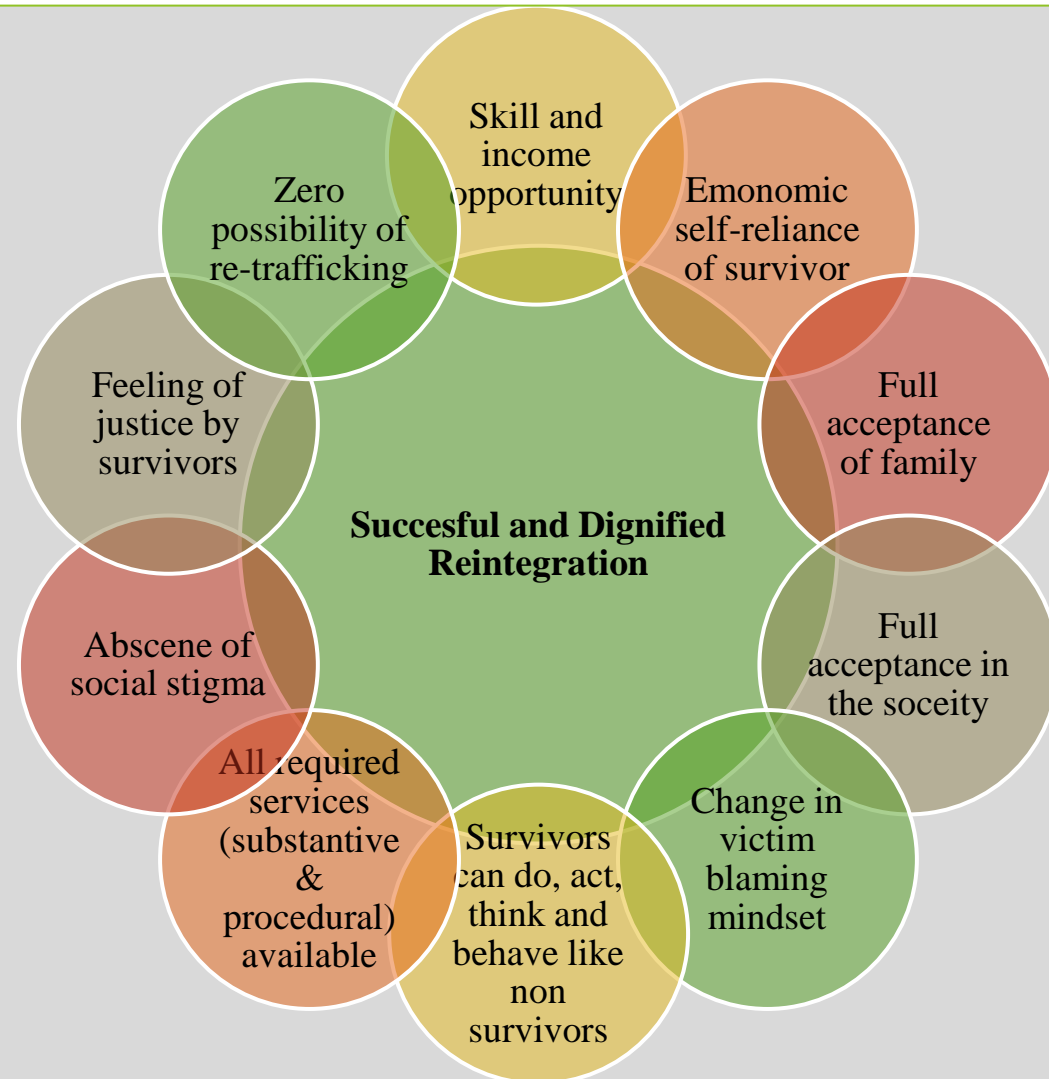 Skill and
income
opportunity
Emonomic
self-reliance
of survivor
Full
acceptance
of family
Full
acceptance in
the soceity
Change in
victim
blaming
mindset
Survivors
can do, act,
think and
behave like
non
survivors
All required
services
(substantive
&
procedural)
available
Abscene of
social stigma
Feeling of
justice by
survivors
Zero
possibility of
re-trafficking
Succesful and Dignified
Reintegration